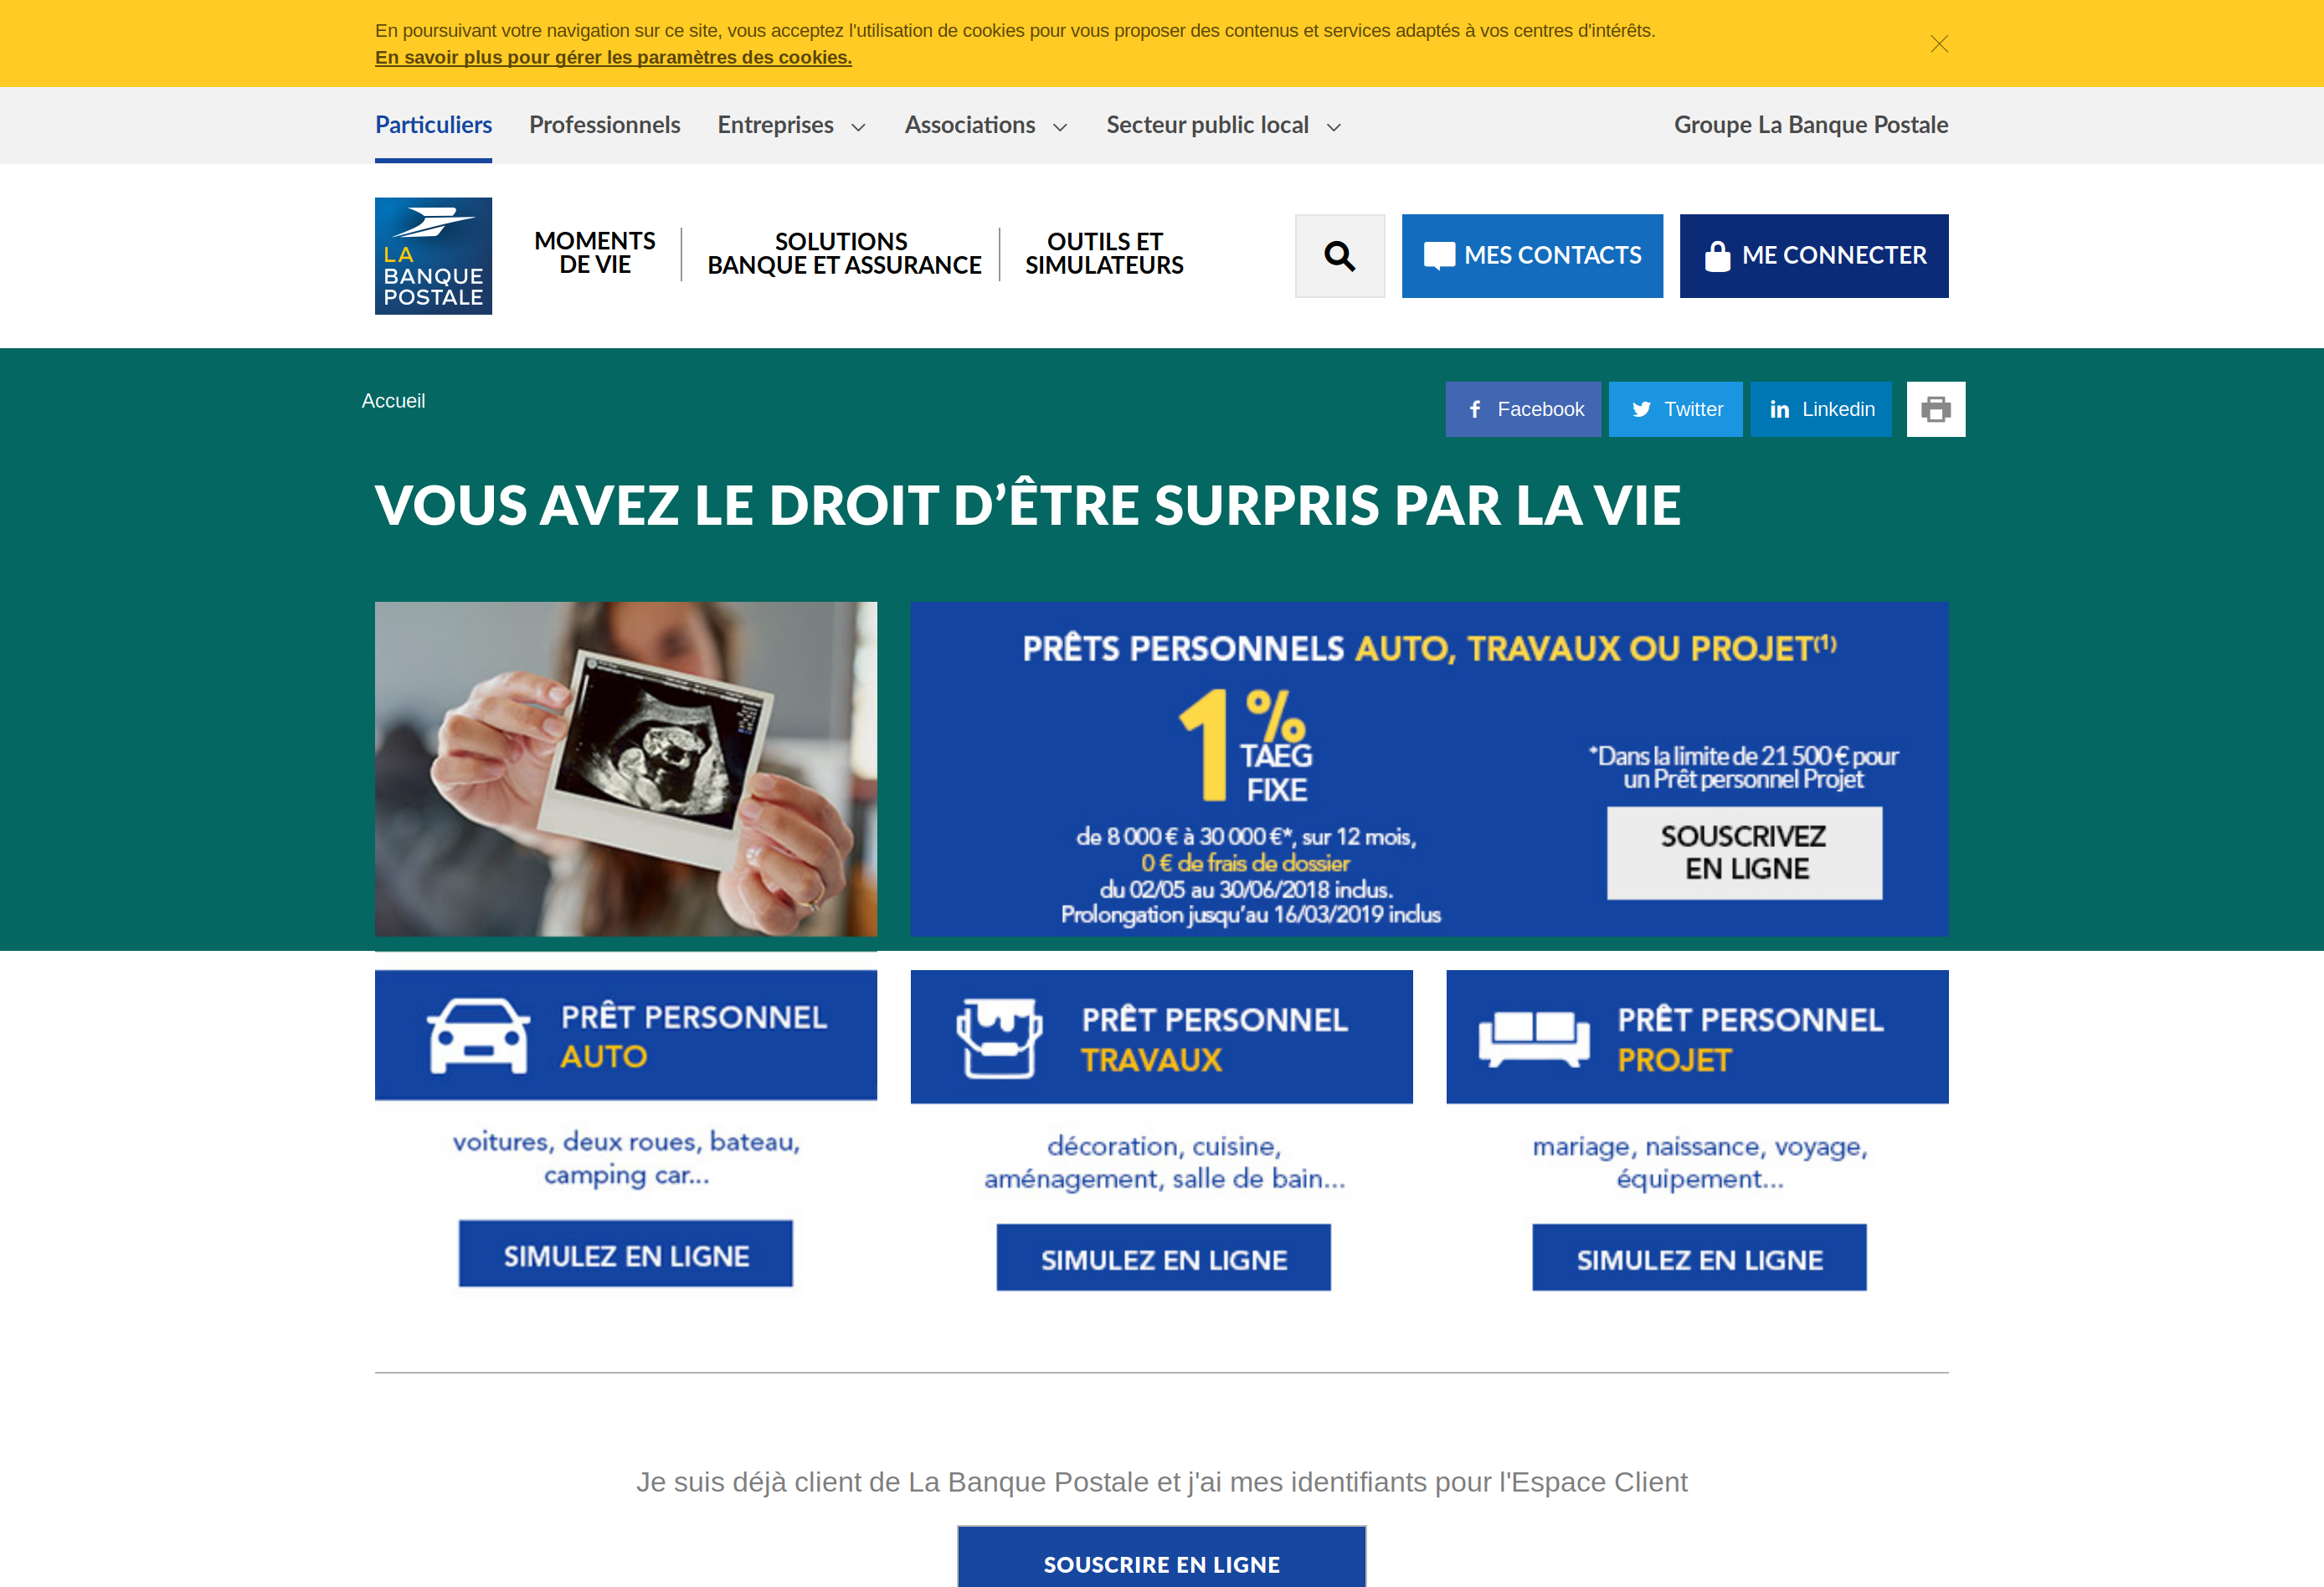 En poursuivant votre navigation sur ce site, vous acceptez l'utilisation de cookies pour vous proposer des contenus et services adaptés à vos centres d'intérêts.
En savoir plus pour gérer les paramètres des cookies.
Particuliers Professionnels Entreprises Associations Secteur public local Groupe La Banque Postale
LA
BANQUE
POSTALE
MOMENTS
DE VIE
SOLUTIONS
BANQUE ET ASSURANCE
OUTILS ET
SIMULATEURS
MES CONTACTS
ME CONNECTER
Accueil
Facebook
Twitter
Linkedin
VOUS AVEZ LE DROIT D’ÊTRE SURPRIS PAR LA VIE
PRÊTS PERSONNELS AUTO, TRAVAUX OU PROJET(1)
1%
TAEG
FIXE
de 8 000 € à 30 000 €*, sur 12 mois,
0 € de frais de dossier
du 02/05 au 30/06/2018 inclus.
Prolongation jusqu’au 16/03/2019 inclus
*Dans la limite de 21 500 € pour
un Prêt personnel Projet
SOUSCRIVEZ
EN LIGNE
PRÊT PERSONNEL
AUTO
voitures, deux roues, bateau,
camping car...
SIMULEZ EN LIGNE
PRÊT PERSONNEL
TRAVAUX
décoration, cuisine,
aménagement, salle de bain...
SIMULEZ EN LIGNE
PRÊT PERSONNEL
PROJET
mariage, naissance, voyage,
équipement...
SIMULEZ EN LIGNE
Je suis déjà client de La Banque Postale et j'ai mes identifiants pour l'Espace Client
SOUSCRIRE EN LIGNE